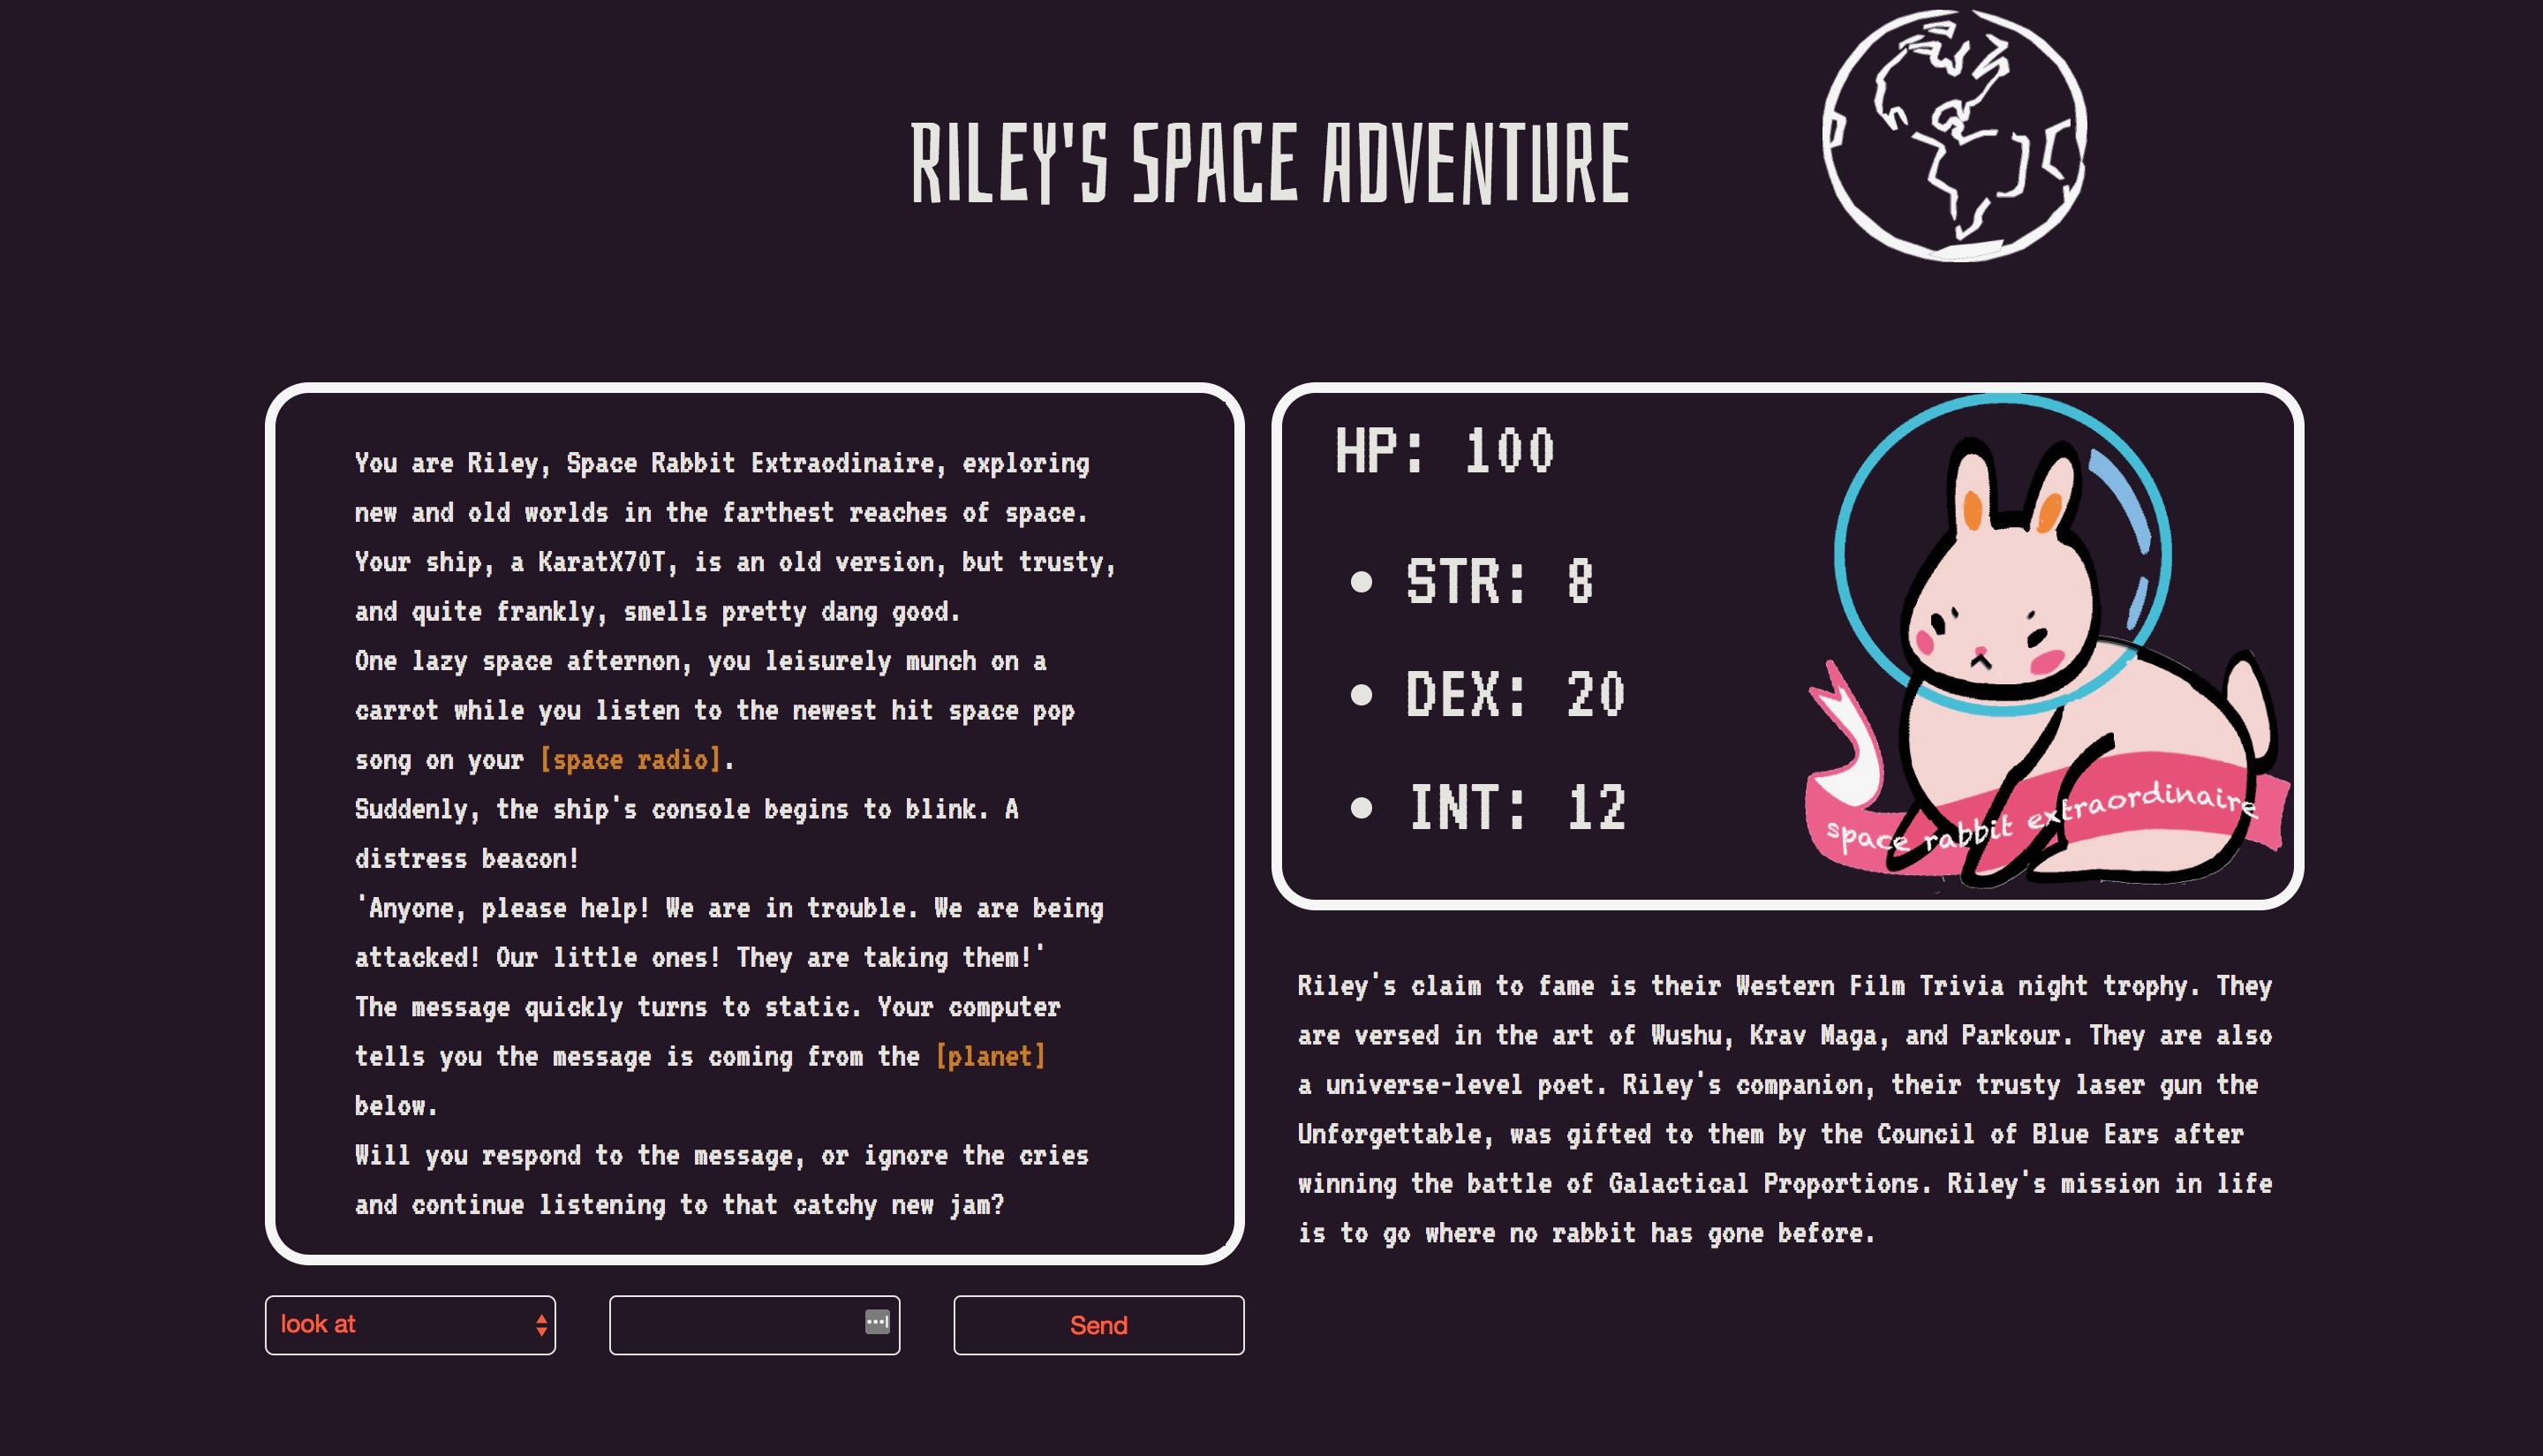 RILEY'S SPACE ADVENTURE
You are Riley, Space Rabbit Extraodinaire, exploring
new and old worlds in the farthest reaches of space.
Your ship, a KaratX70T, is an old version, but trusty,
and quite frankly, smells pretty dang good.
One lazy space afternon, you leisurely munch on a
carrot while you listen to the newest hit space pop
song on your [space radio].
Suddenly, the ship's console begins to blink. A
distress beacon!
'Anyone, please help! We are in trouble. We are being
attacked! Our little ones! They are taking them!'
The message quickly turns to static. Your computer
tells you the message is coming from the [planet]
below.
Will you respond to the message, or ignore the cries
and continue listening to that catchy new jam?
look at
Send
HP: 100
STR: 8
DEX: 20
INT: 12
space rabbit extraordinaire
Riley's claim to fame is their Western Film Trivia night trophy. They
are versed in the art of Wushu, Krav Maga, and Parkour. They are also
a universe-level poet. Riley's companion, their trusty laser gun the
Unforgettable, was gifted to them by the Council of Blue Ears after
winning the battle of Galactical Proportions. Riley's mission in life
is to go where no rabbit has gone before.